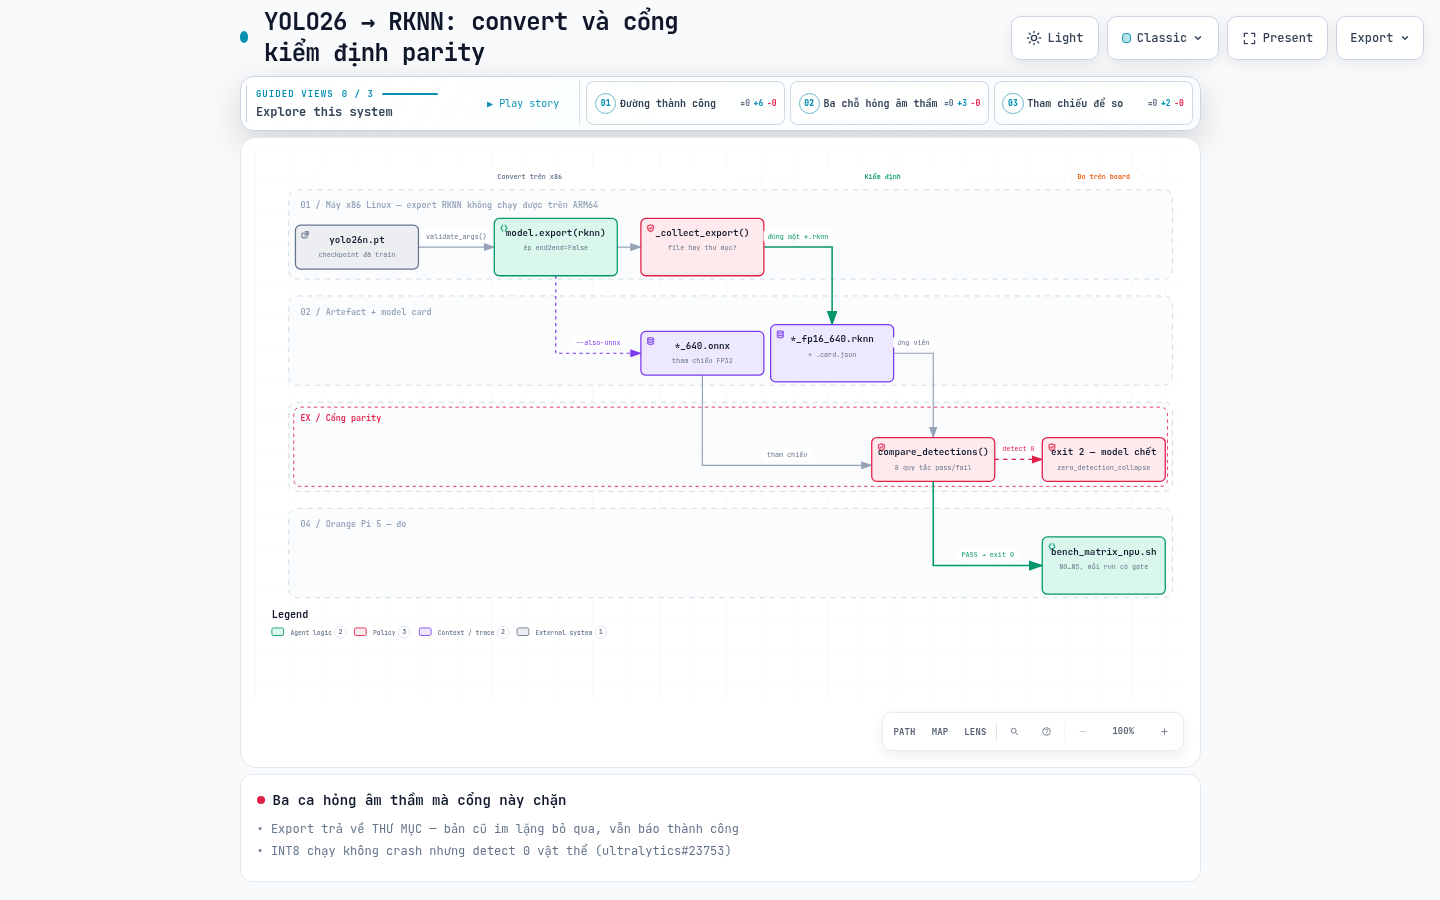 YOLO26 → RKNN: convert và cổng
kiểm định parity
Light
Classic
Present
Export
GUIDED VIEWS 0 / 3
Explore this system
▶ Play story
01 Đường thành công =0 +6 -0
02 Ba chỗ hỏng âm thầm =0 +3 -0
03 Tham chiếu để so =0 +2 -0
Convert trên x86
Kiểm định
Đo trên board
01 / Máy x86 Linux — export RKNN không chạy được trên ARM64
yolo26n.pt
checkpoint đã train
validate_args()
model.export(rknn)
ép end2end=False
_collect_export()
file hay thư mục?
đúng một *.rknn
02 / Artefact + model card
--also-onnx
*_640.onnx
tham chiếu FP32
*_fp16_640.rknn
+ .card.json
ứng viên
EX / Cổng parity
tham chiếu
compare_detections()
8 quy tắc pass/fail
detect 0
exit 2 — model chết
zero_detection_collapse
04 / Orange Pi 5 — đo
PASS → exit 0
bench_matrix_npu.sh
N0…N5, mỗi run có gate
Legend
Agent logic 2
Policy 3
Context / trace 2
External system 1
PATH
MAP
LENS
− 100% +
Ba ca hỏng âm thầm mà cổng này chặn
• Export trả về THƯ MỤC — bản cũ im lặng bỏ qua, vẫn báo thành công
• INT8 chạy không crash nhưng detect 0 vật thể (ultralytics#23753)